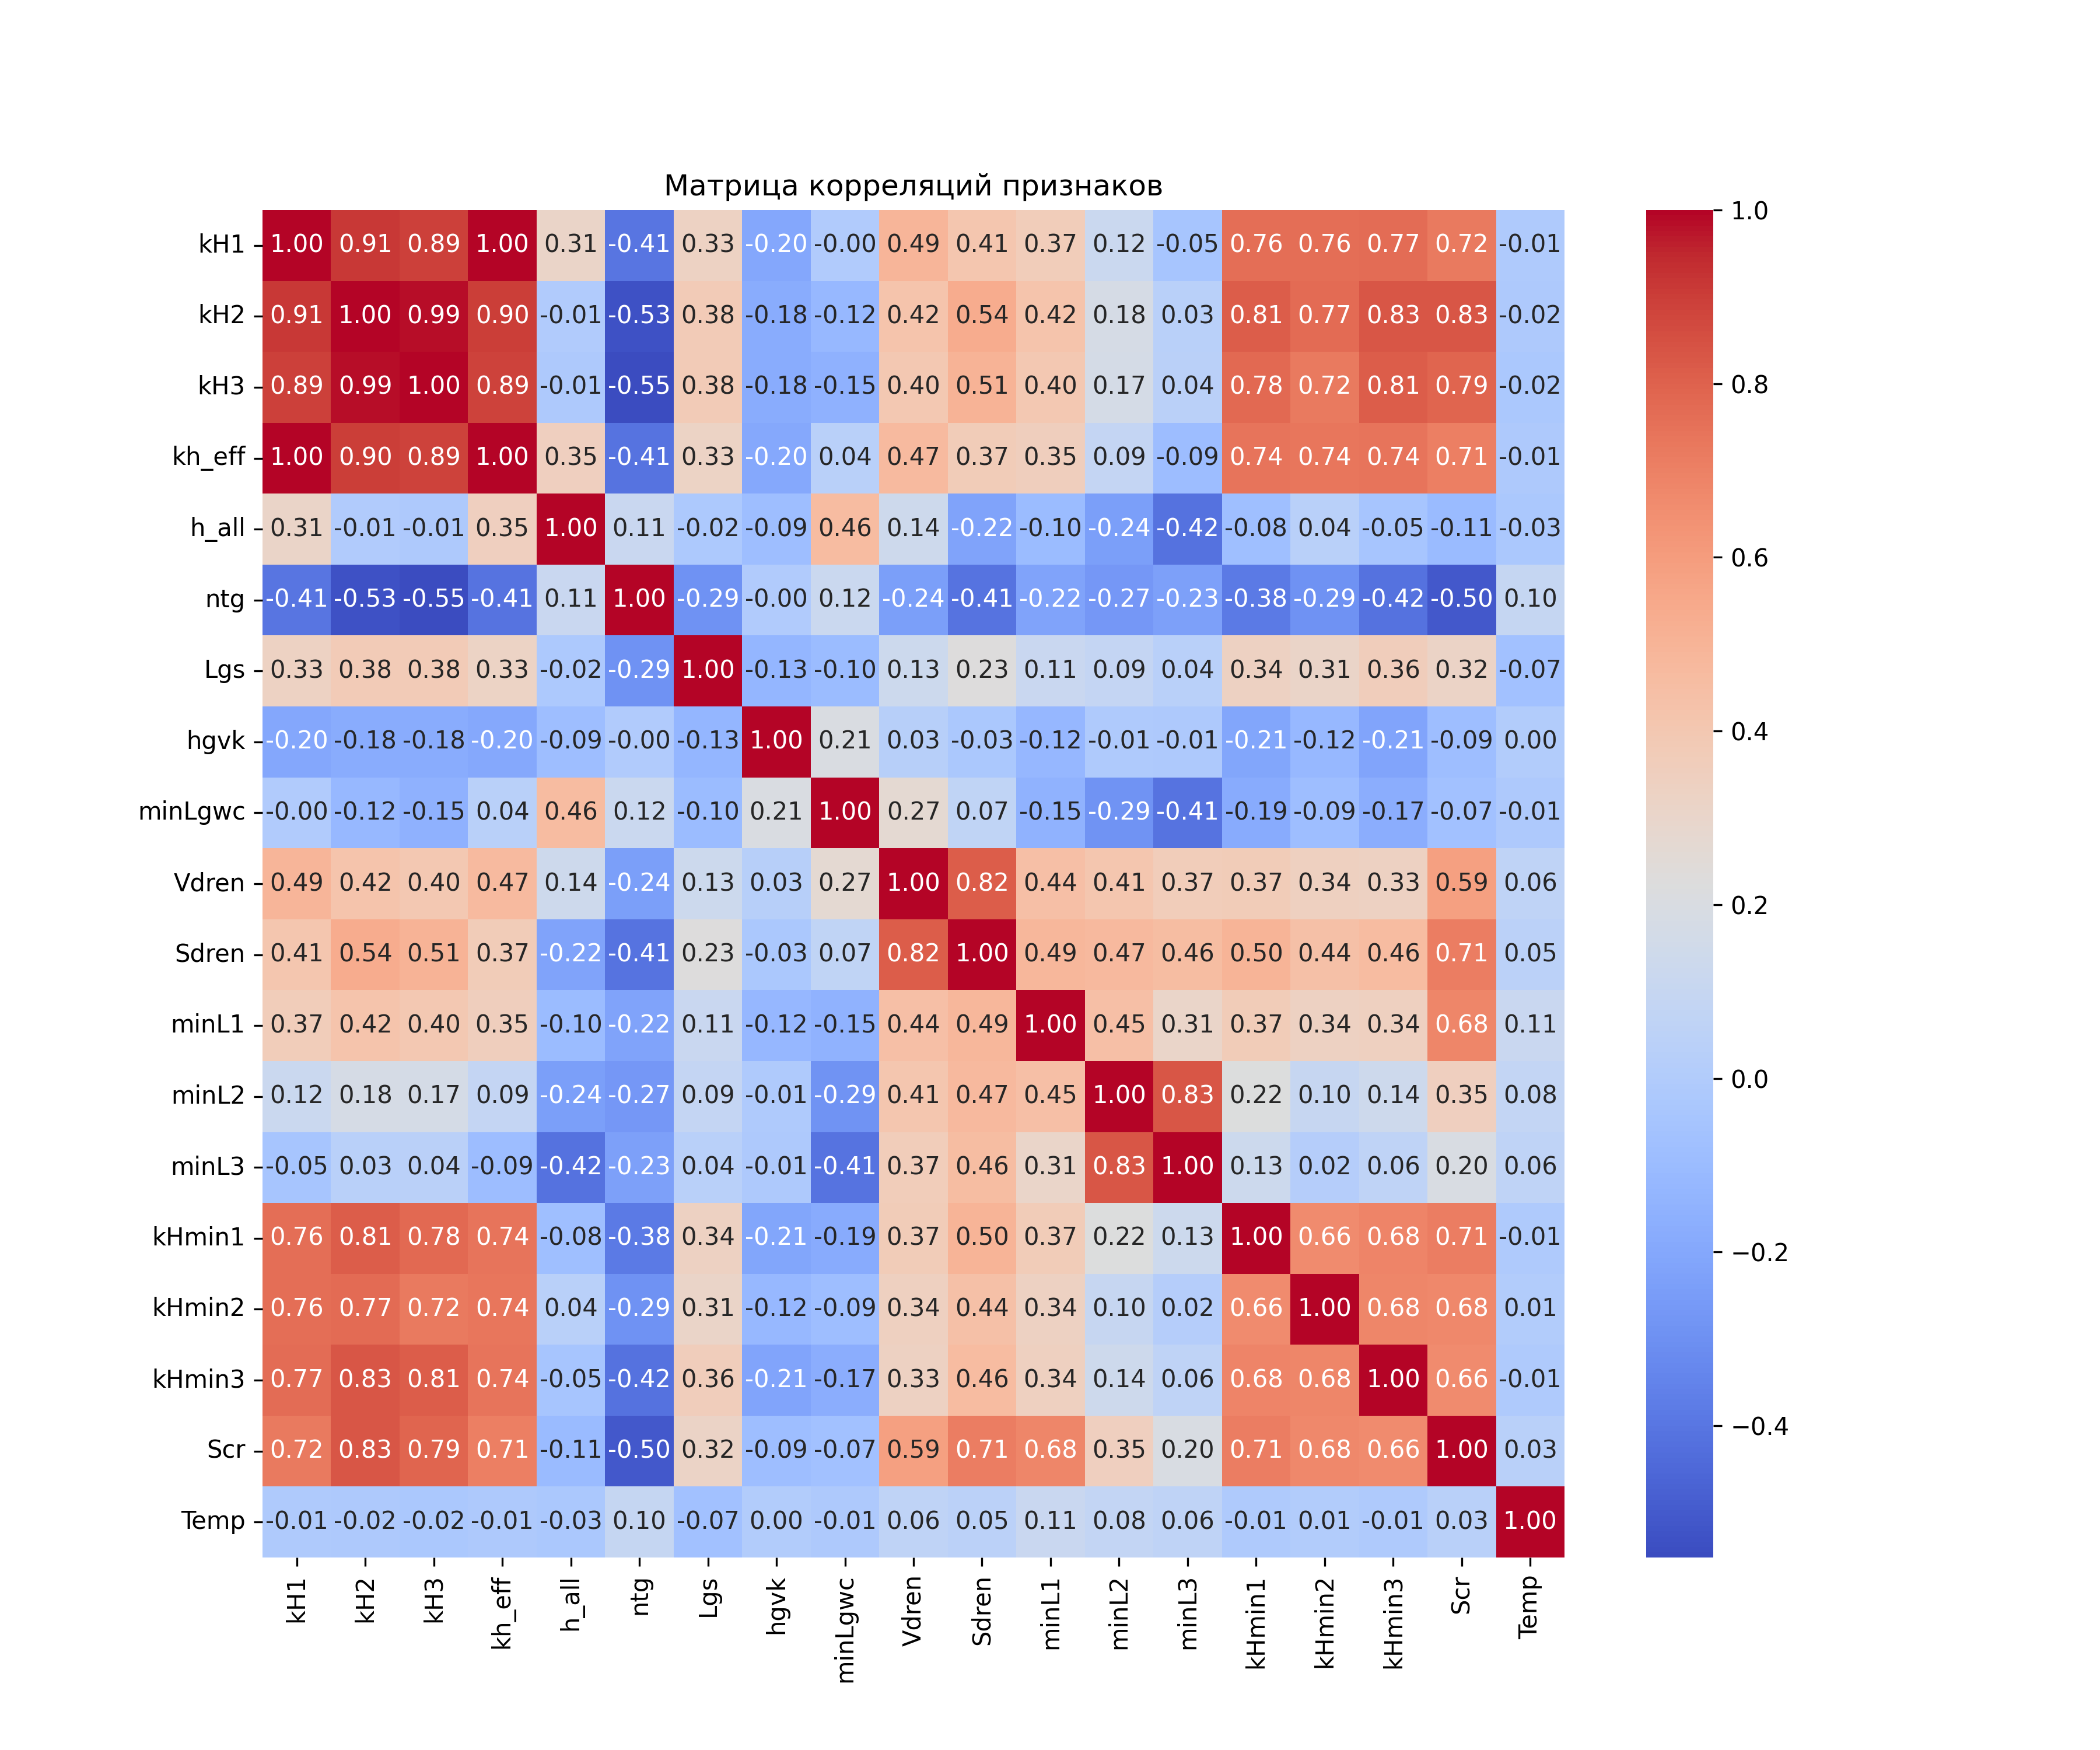 Матрица корреляций признаков
kH1 1.00 0.91 0.89 1.00 0.31 -0.41 0.33 -0.20 -0.00 0.49 0.41 0.37 0.12 -0.05 0.76 0.76 0.77 0.72 -0.01
kH2 0.91 1.00 0.99 0.90 -0.01 -0.53 0.38 -0.18 -0.12 0.42 0.54 0.42 0.18 0.03 0.81 0.77 0.83 0.83 -0.02
kH3 0.89 0.99 1.00 0.89 -0.01 -0.55 0.38 -0.18 -0.15 0.40 0.51 0.40 0.17 0.04 0.78 0.72 0.81 0.79 -0.02
kh_eff 1.00 0.90 0.89 1.00 0.35 -0.41 0.33 -0.20 0.04 0.47 0.37 0.35 0.09 -0.09 0.74 0.74 0.74 0.71 -0.01
h_all 0.31 -0.01 -0.01 0.35 1.00 0.11 -0.02 -0.09 0.46 0.14 -0.22 -0.10 -0.24 -0.42 -0.08 0.04 -0.05 -0.11 -0.03
ntg -0.41 -0.53 -0.55 -0.41 0.11 1.00 -0.29 -0.00 0.12 -0.24 -0.41 -0.22 -0.27 -0.23 -0.38 -0.29 -0.42 -0.50 0.10
Lgs 0.33 0.38 0.38 0.33 -0.02 -0.29 1.00 -0.13 -0.10 0.13 0.23 0.11 0.09 0.04 0.34 0.31 0.36 0.32 -0.07
hgvk -0.20 -0.18 -0.18 -0.20 -0.09 -0.00 -0.13 1.00 0.21 0.03 -0.03 -0.12 -0.01 -0.01 -0.21 -0.12 -0.21 -0.09 0.00
minLgwc -0.00 -0.12 -0.15 0.04 0.46 0.12 -0.10 0.21 1.00 0.27 0.07 -0.15 -0.29 -0.41 -0.19 -0.09 -0.17 -0.07 -0.01
Vdren 0.49 0.42 0.40 0.47 0.14 -0.24 0.13 0.03 0.27 1.00 0.82 0.44 0.41 0.37 0.37 0.34 0.33 0.59 0.06
Sdren 0.41 0.54 0.51 0.37 -0.22 -0.41 0.23 -0.03 0.07 0.82 1.00 0.49 0.47 0.46 0.50 0.44 0.46 0.71 0.05
minL1 0.37 0.42 0.40 0.35 -0.10 -0.22 0.11 -0.12 -0.15 0.44 0.49 1.00 0.45 0.31 0.37 0.34 0.34 0.68 0.11
minL2 0.12 0.18 0.17 0.09 -0.24 -0.27 0.09 -0.01 -0.29 0.41 0.47 0.45 1.00 0.83 0.22 0.10 0.14 0.35 0.08
minL3 -0.05 0.03 0.04 -0.09 -0.42 -0.23 0.04 -0.01 -0.41 0.37 0.46 0.31 0.83 1.00 0.13 0.02 0.06 0.20 0.06
kHmin1 0.76 0.81 0.78 0.74 -0.08 -0.38 0.34 -0.21 -0.19 0.37 0.50 0.37 0.22 0.13 1.00 0.66 0.68 0.71 -0.01
kHmin2 0.76 0.77 0.72 0.74 0.04 -0.29 0.31 -0.12 -0.09 0.34 0.44 0.34 0.10 0.02 0.66 1.00 0.68 0.68 0.01
kHmin3 0.77 0.83 0.81 0.74 -0.05 -0.42 0.36 -0.21 -0.17 0.33 0.46 0.34 0.14 0.06 0.68 0.68 1.00 0.66 -0.01
Scr 0.72 0.83 0.79 0.71 -0.11 -0.50 0.32 -0.09 -0.07 0.59 0.71 0.68 0.35 0.20 0.71 0.68 0.66 1.00 0.03
Temp -0.01 -0.02 -0.02 -0.01 -0.03 0.10 -0.07 0.00 -0.01 0.06 0.05 0.11 0.08 0.06 -0.01 0.01 -0.01 0.03 1.00
kH1 kH2 kH3 kh_eff h_all ntg Lgs hgvk minLgwc Vdren Sdren minL1 minL2 minL3 kHmin1 kHmin2 kHmin3 Scr Temp
1.0
0.8
0.6
0.4
0.2
0.0
−0.2
−0.4